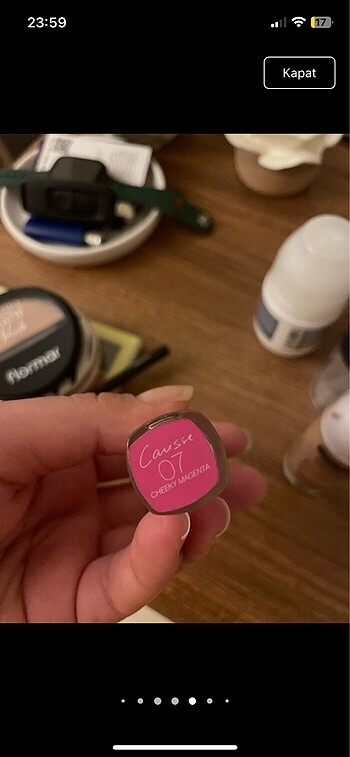 23:59
17
Kapat
flormar
Caresse
07
CHEEKY MAGENTA